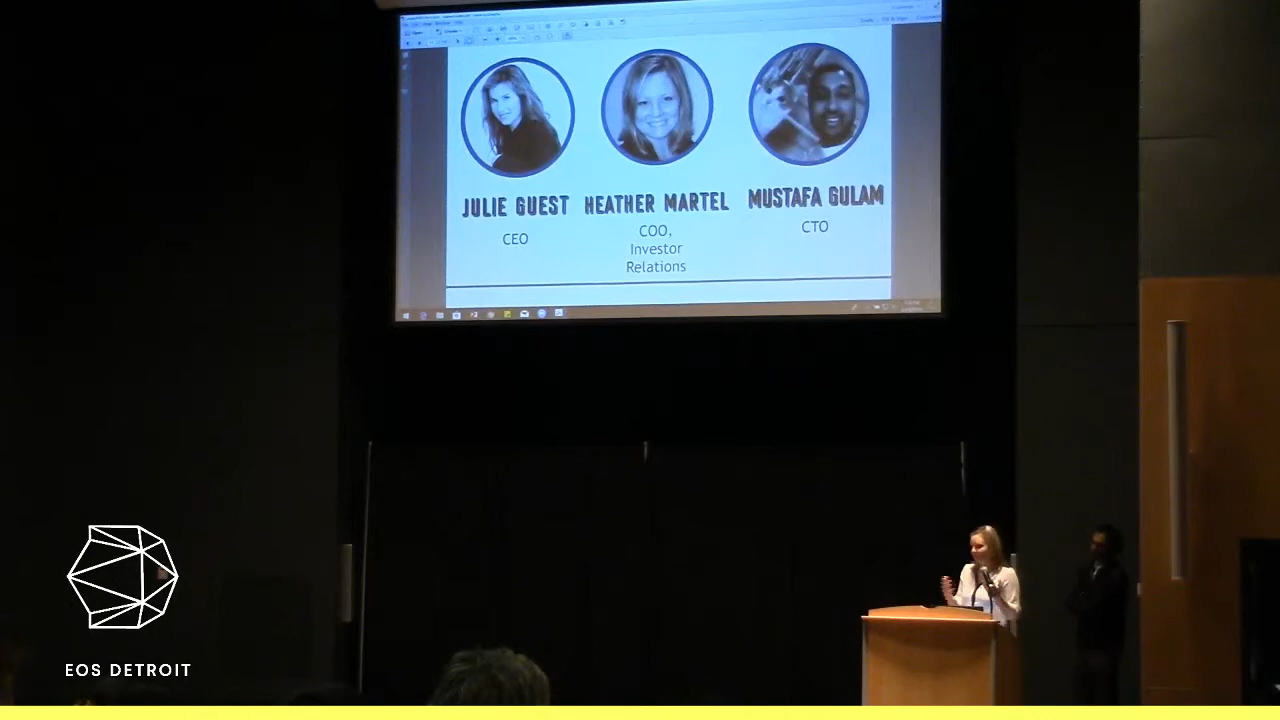 JULIE GUEST
CEO
HEATHER MARTEL
COO,
Investor
Relations
MUSTAFA GULAM
CTO
EOS DETROIT